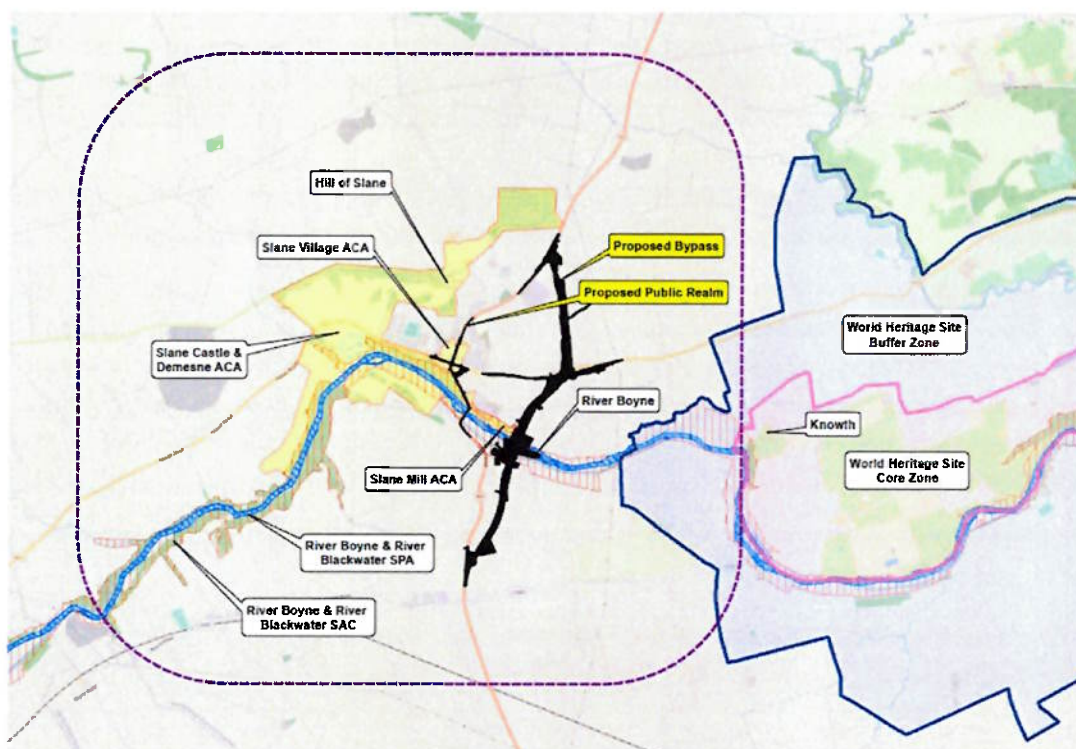 Hill of Slane
Slane Village ACA
Proposed Bypass
Proposed Public Realm
World Heritage Site
Buffer Zone
Slane Castle &
Demesne ACA
River Boyne
Knowth
World Heritage Site
Core Zone
Slane Mill ACA
River Boyne & River
Blackwater SPA
River Boyne & River
Blackwater SAC